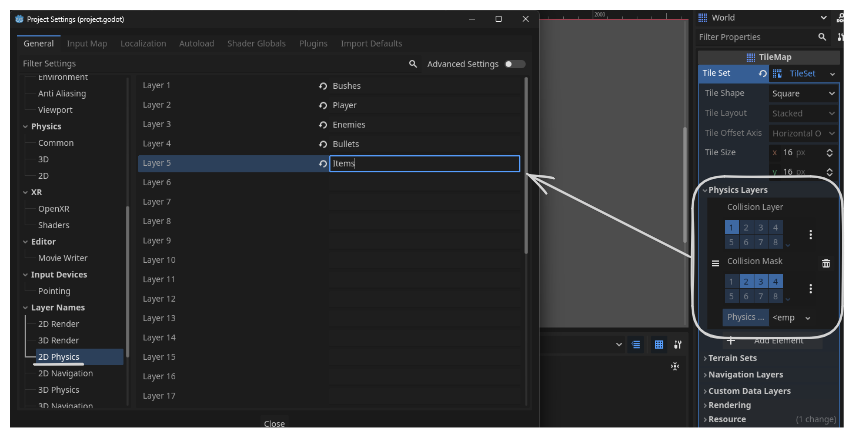 Project Settings (project.godot)
General Input Map Localization Autoload Shader Globals Plugins Import Defaults
Filter Settings
Advanced Settings
Environment
Anti Aliasing
Viewport
Physics
Common
3D
2D
XR
OpenXR
Shaders
Editor
Movie Writer
Input Devices
Pointing
Layer Names
2D Render
3D Render
2D Physics
2D Navigation
3D Physics
3D Navigation
Layer 1 Bushes
Layer 2 Player
Layer 3 Enemies
Layer 4 Bullets
Layer 5 Items
Layer 6
Layer 7
Layer 8
Layer 9
Layer 10
Layer 11
Layer 12
Layer 13
Layer 14
Layer 15
Layer 16
Layer 17
Close
2000
World
Filter Properties
TileMap
Tile Set TileSet
Tile Shape Square
Tile Layout Stacked
Tile Offset Axis Horizontal O
Tile Size x 16 px
y 16 px
Physics Layers
Collision Layer
1 2 3 4
5 6 7 8
Collision Mask
1 2 3 4
5 6 7 8
Physics ... <emp
+ Add Element
Terrain Sets
Navigation Layers
Custom Data Layers
Rendering
Resource (1 change)